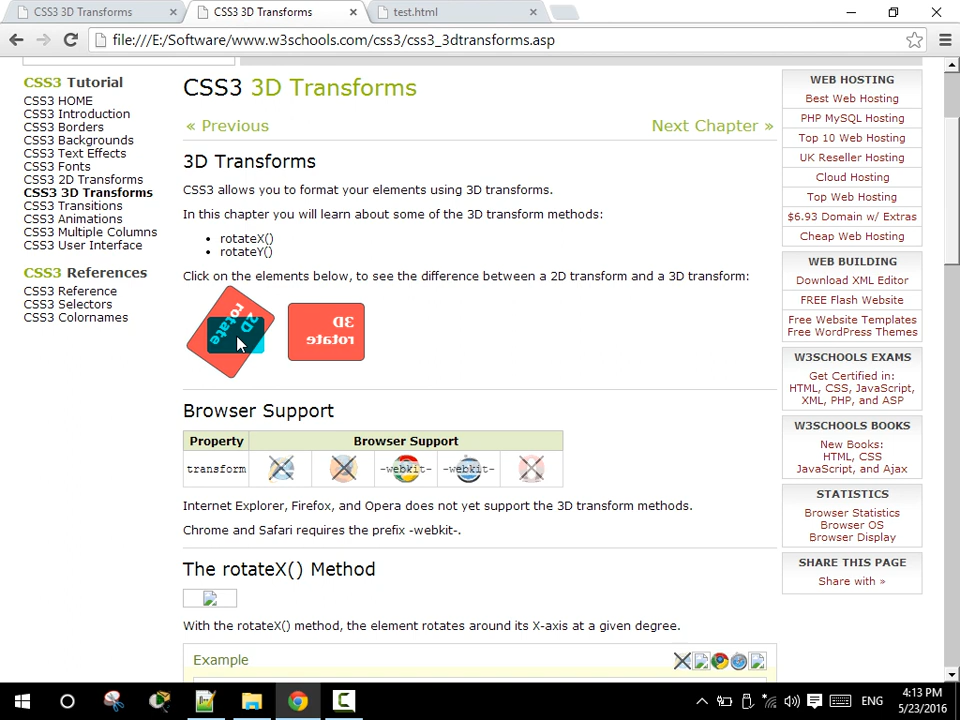 CSS3 3D Transforms
CSS3 3D Transforms
test.html
file:///E:/Software/www.w3schools.com/css3/css3_3dtransforms.asp
CSS3 Tutorial
CSS3 HOME
CSS3 Introduction
CSS3 Borders
CSS3 Backgrounds
CSS3 Text Effects
CSS3 Fonts
CSS3 2D Transforms
CSS3 3D Transforms
CSS3 Transitions
CSS3 Animations
CSS3 Multiple Columns
CSS3 User Interface
CSS3 References
CSS3 Reference
CSS3 Selectors
CSS3 Colornames
CSS3 3D Transforms
« Previous
Next Chapter »
3D Transforms
CSS3 allows you to format your elements using 3D transforms.
In this chapter you will learn about some of the 3D transform methods:
• rotateX()
• rotateY()
Click on the elements below, to see the difference between a 2D transform and a 3D transform:
2D
rotate
3D
rotate
Browser Support
Property Browser Support
transform -webkit- -webkit-
Internet Explorer, Firefox, and Opera does not yet support the 3D transform methods.
Chrome and Safari requires the prefix -webkit-.
The rotateX() Method
With the rotateX() method, the element rotates around its X-axis at a given degree.
Example
WEB HOSTING
Best Web Hosting
PHP MySQL Hosting
Top 10 Web Hosting
UK Reseller Hosting
Cloud Hosting
Top Web Hosting
$6.93 Domain w/ Extras
Cheap Web Hosting
WEB BUILDING
Download XML Editor
FREE Flash Website
Free Website Templates
Free WordPress Themes
W3SCHOOLS EXAMS
Get Certified in:
HTML, CSS, JavaScript,
XML, PHP, and ASP
W3SCHOOLS BOOKS
New Books:
HTML, CSS
JavaScript, and Ajax
STATISTICS
Browser Statistics
Browser OS
Browser Display
SHARE THIS PAGE
Share with »
ENG
4:13 PM
5/23/2016